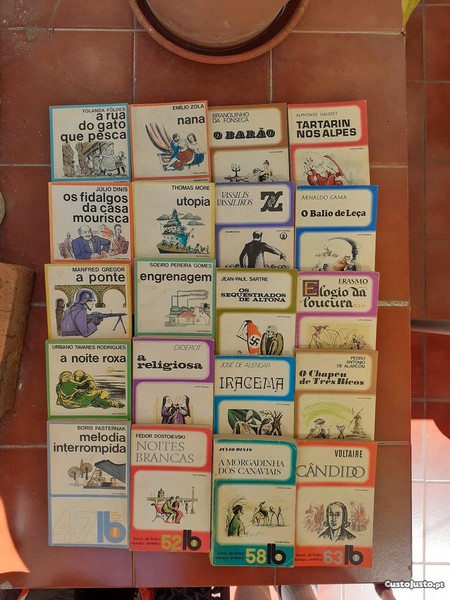 YOLANDA FÖLDES
a rua
do gato
que pesca
EMÍLIO ZOLA
nana
BRANQUINHO
DA FONSECA
O BARÃO
ALPHONSE DAUDET
TARTARIN
NOS ALPES
JÚLIO DINIS
os fidalgos
da casa
mourisca
THOMAS MORE
utopia
VASSILIS
VASSILIKOS
Z
ARNALDO GAMA
O Balio de Leça
MANFRED GREGOR
a ponte
SOEIRO PEREIRA GOMES
engrenagem
JEAN-PAUL SARTRE
OS
SEQUESTRADOS
DE ALTONA
ERASMO
Elogio da
loucura
URBANO TAVARES RODRIGUES
a noite roxa
DIDEROT
a
religiosa
JOSÉ DE ALENCAR
IRACEMA
PEDRO
ANTONIO
DE ALARCON
O Chapeu
de Três Bicos
BORIS PASTERNAK
melodia
interrompida
47 lb
FEDOR DOSTOIEVSKI
NOITES
BRANCAS
52 lb
JÚLIO DINIS
A MORGADINHA
DOS CANAVIAIS
58 lb
VOLTAIRE
CÂNDIDO
63 lb
CustoJusto.pt